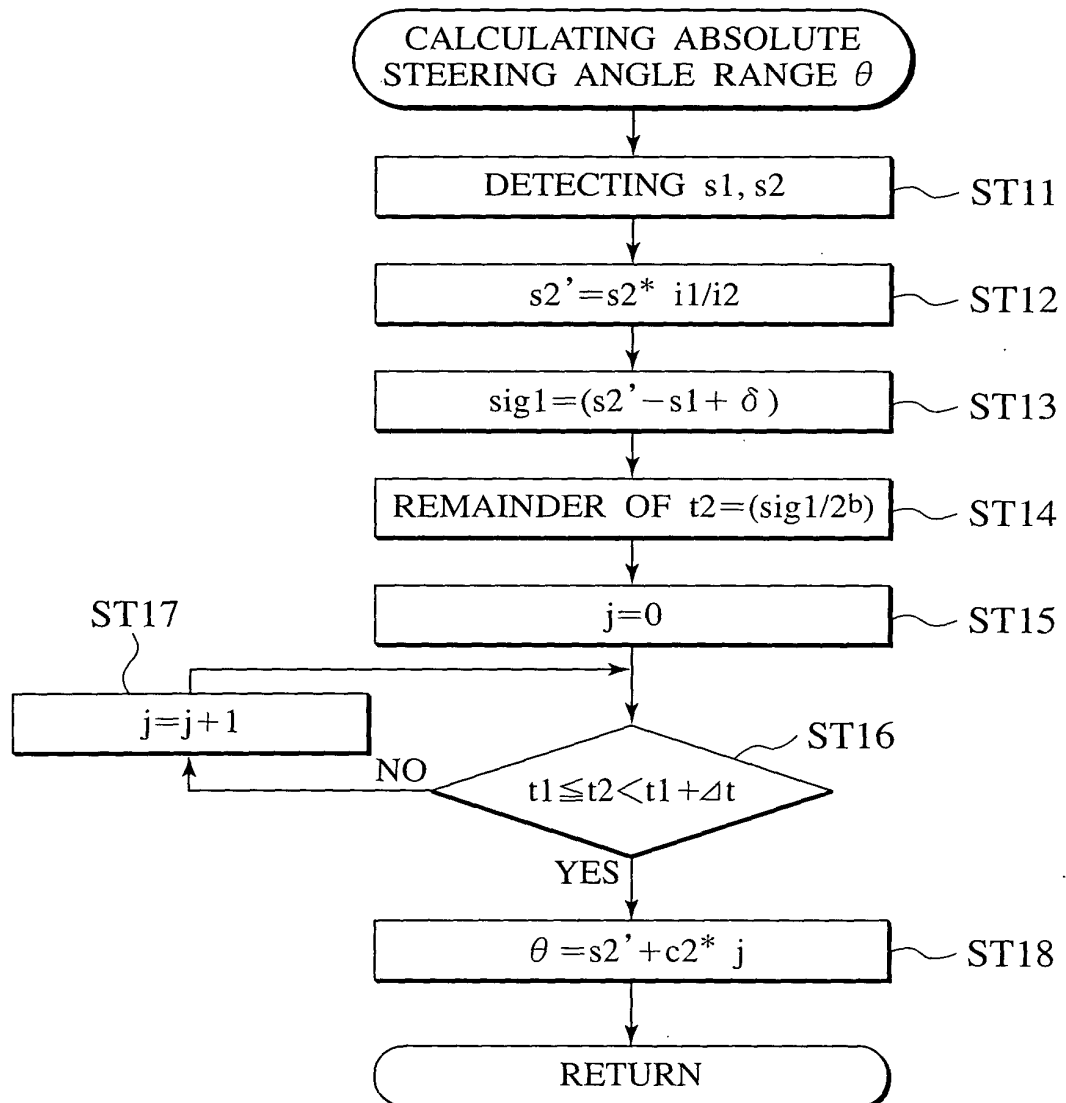 CALCULATING ABSOLUTE
STEERING ANGLE RANGE θ
DETECTING s1, s2
ST11
s2’=s2* i1/i2
ST12
sig1=(s2’−s1+ δ)
ST13
REMAINDER OF t2=(sig1/2ᵇ)
ST14
j=0
ST15
ST17
j=j+1
ST16
NO
t1≦t2<t1+⊿t
YES
θ=s2’+c2* j
ST18
RETURN